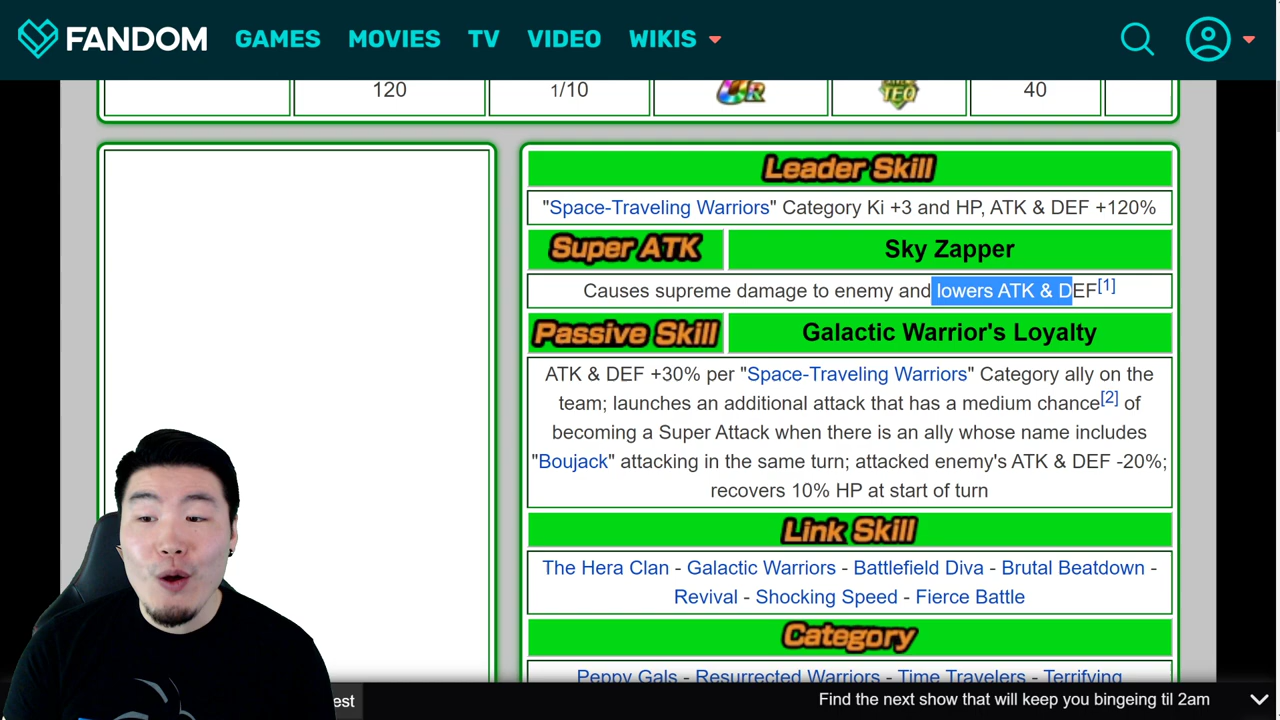 FANDOM GAMES MOVIES TV VIDEO WIKIS
120 1/10 UR TEQ 40
Leader Skill
"Space-Traveling Warriors" Category Ki +3 and HP, ATK & DEF +120%
Super ATK Sky Zapper
Causes supreme damage to enemy and lowers ATK & DEF[1]
Passive Skill Galactic Warrior's Loyalty
ATK & DEF +30% per "Space-Traveling Warriors" Category ally on the
team; launches an additional attack that has a medium chance[2] of
becoming a Super Attack when there is an ally whose name includes
"Boujack" attacking in the same turn; attacked enemy's ATK & DEF -20%;
recovers 10% HP at start of turn
Link Skill
The Hera Clan - Galactic Warriors - Battlefield Diva - Brutal Beatdown -
Revival - Shocking Speed - Fierce Battle
Category
Peppy Gals - Resurrected Warriors - Time Travelers - Terrifying
est Find the next show that will keep you bingeing til 2am